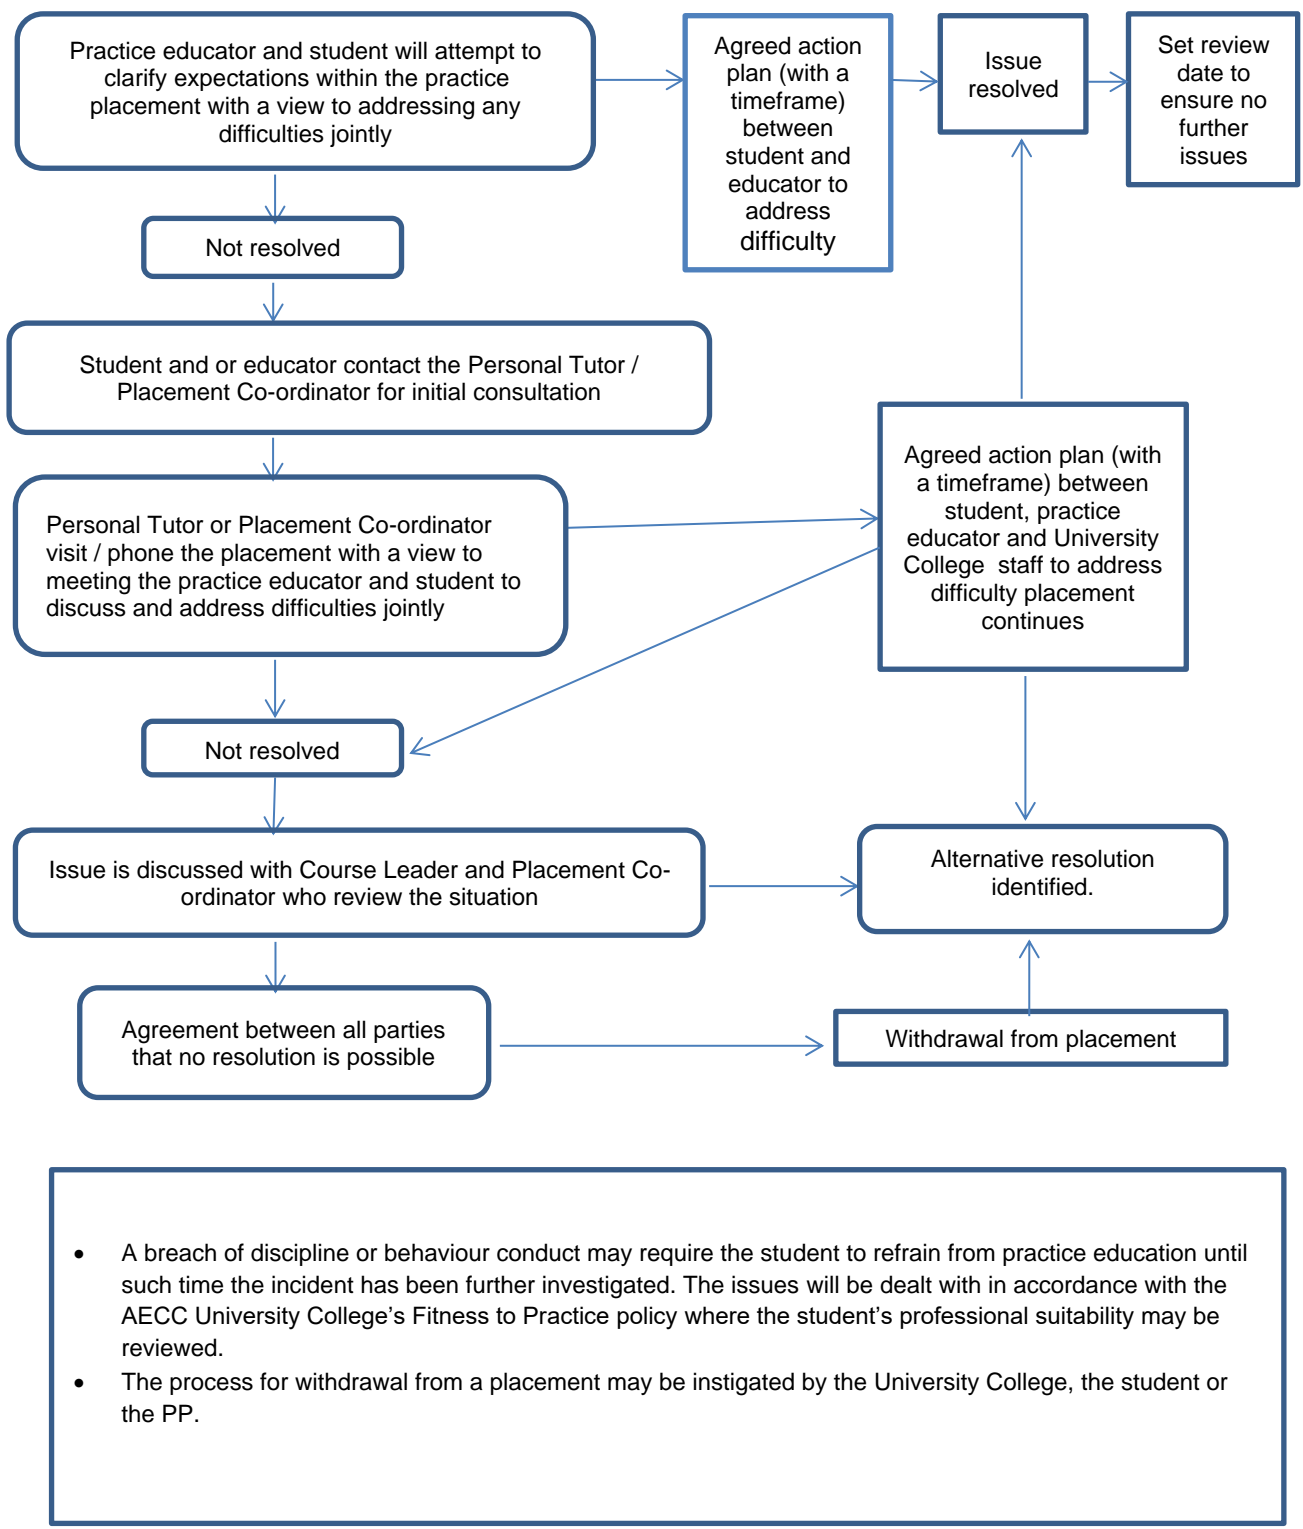 Practice educator and student will attempt to
clarify expectations within the practice
placement with a view to addressing any
difficulties jointly
Agreed action
plan (with a
timeframe)
between
student and
educator to
address
difficulty
Issue
resolved
Set review
date to
ensure no
further
issues
Not resolved
Student and or educator contact the Personal Tutor /
Placement Co-ordinator for initial consultation
Personal Tutor or Placement Co-ordinator
visit / phone the placement with a view to
meeting the practice educator and student to
discuss and address difficulties jointly
Agreed action plan (with
a timeframe) between
student, practice
educator and University
College  staff to address
difficulty placement
continues
Not resolved
Issue is discussed with Course Leader and Placement Co-
ordinator who review the situation
Alternative resolution
identified.
Agreement between all parties
that no resolution is possible
Withdrawal from placement
• A breach of discipline or behaviour conduct may require the student to refrain from practice education until
such time the incident has been further investigated. The issues will be dealt with in accordance with the
AECC University College’s Fitness to Practice policy where the student’s professional suitability may be
reviewed.
• The process for withdrawal from a placement may be instigated by the University College, the student or
the PP.